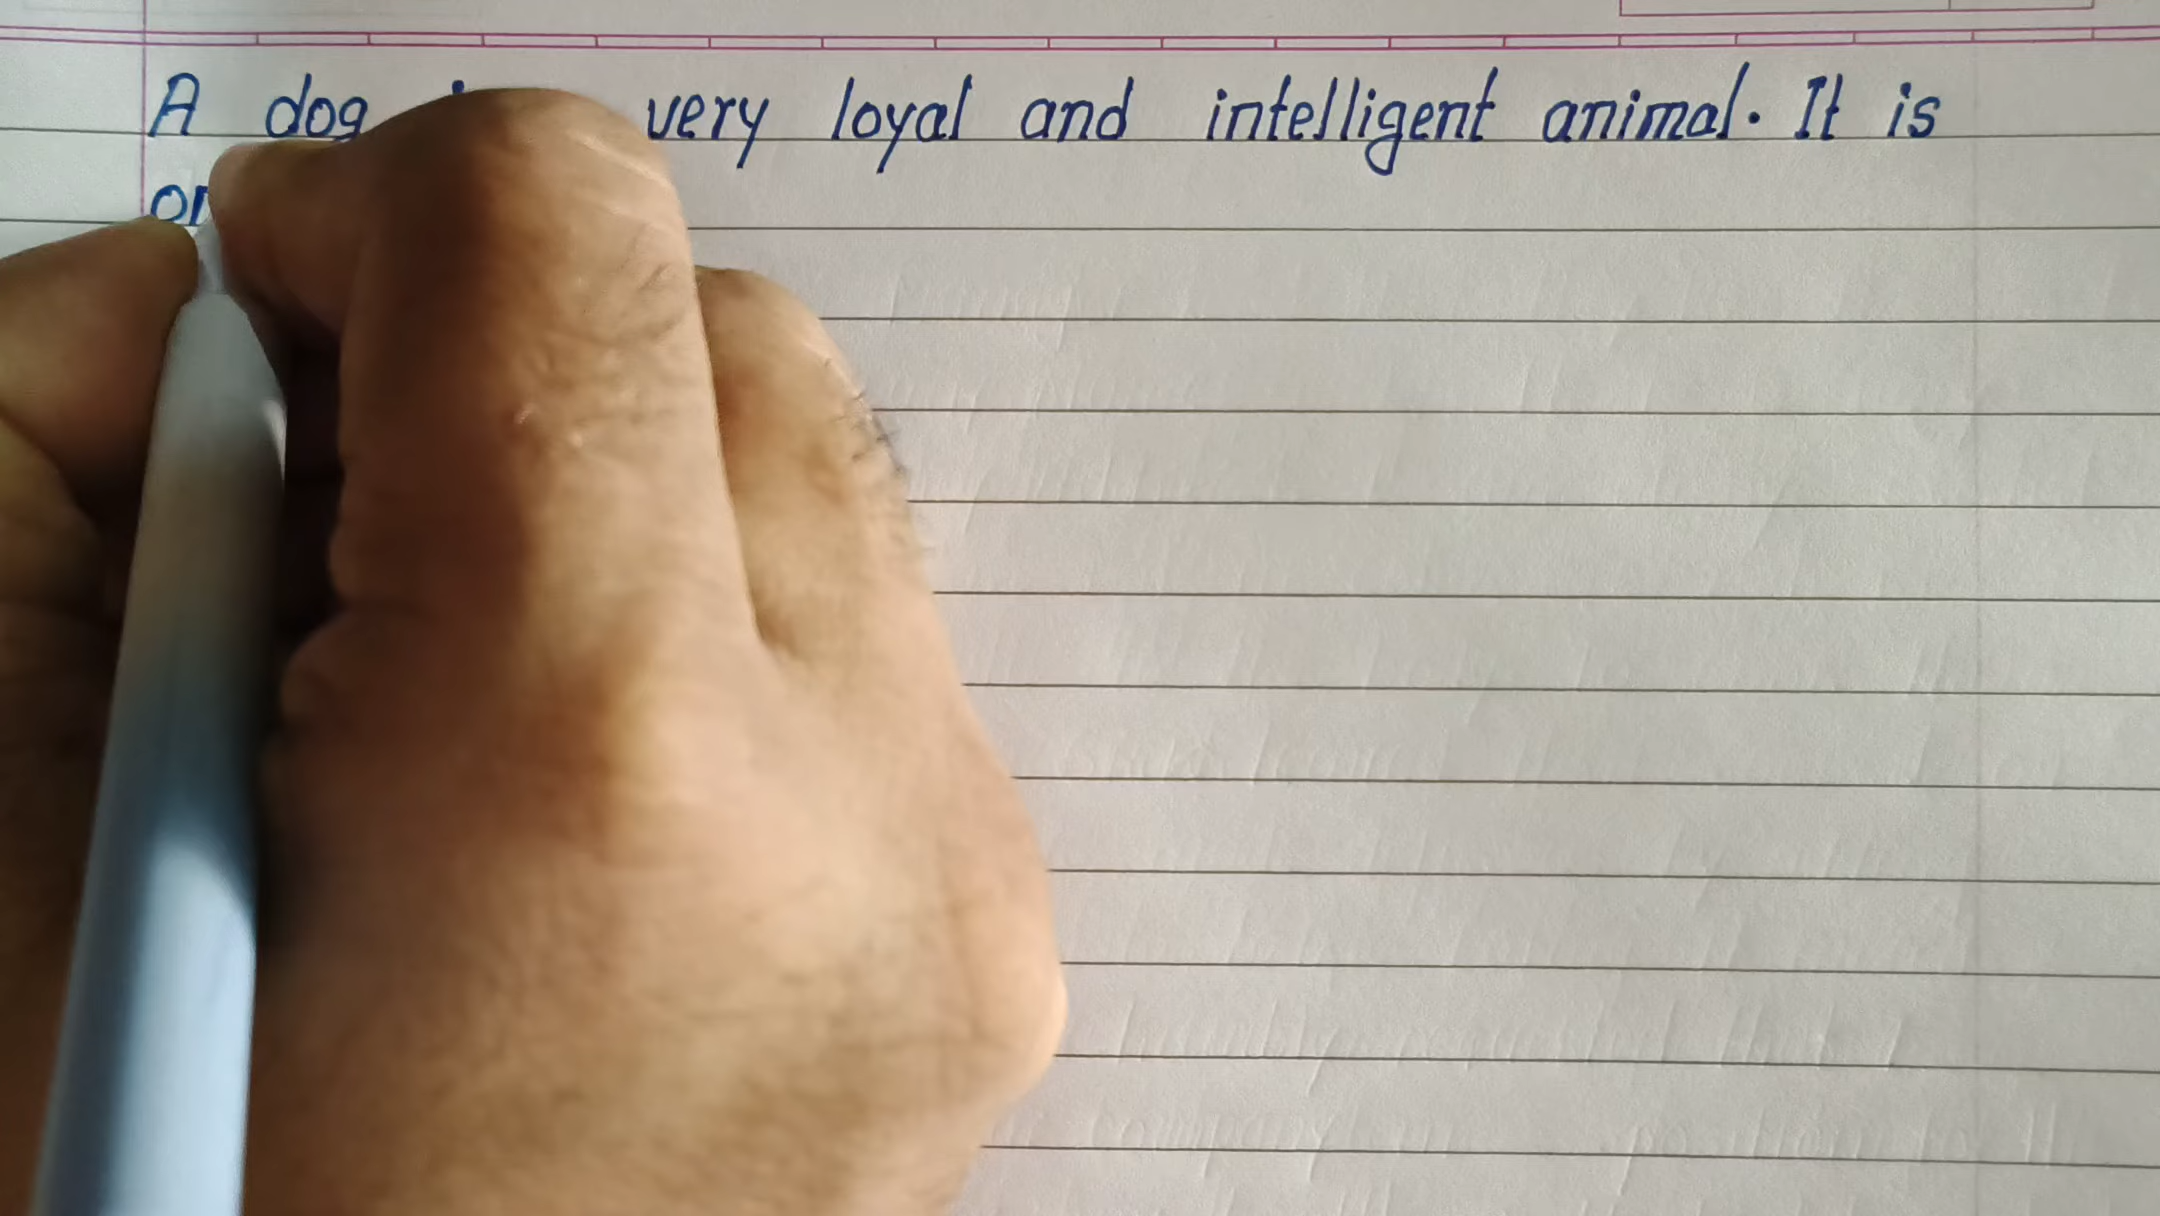 A dog very loyal and intelligent animal. It is